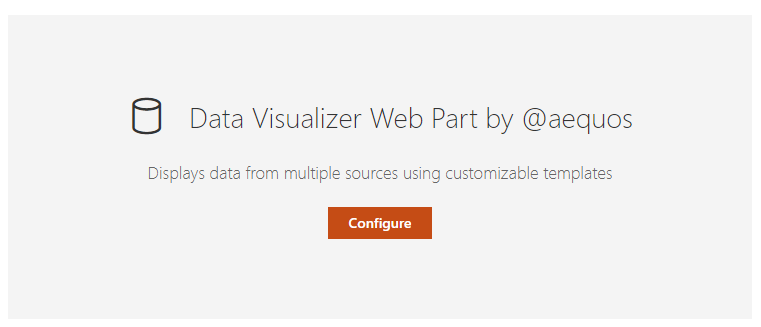 Data Visualizer Web Part by @aequos
Displays data from multiple sources using customizable templates
Configure